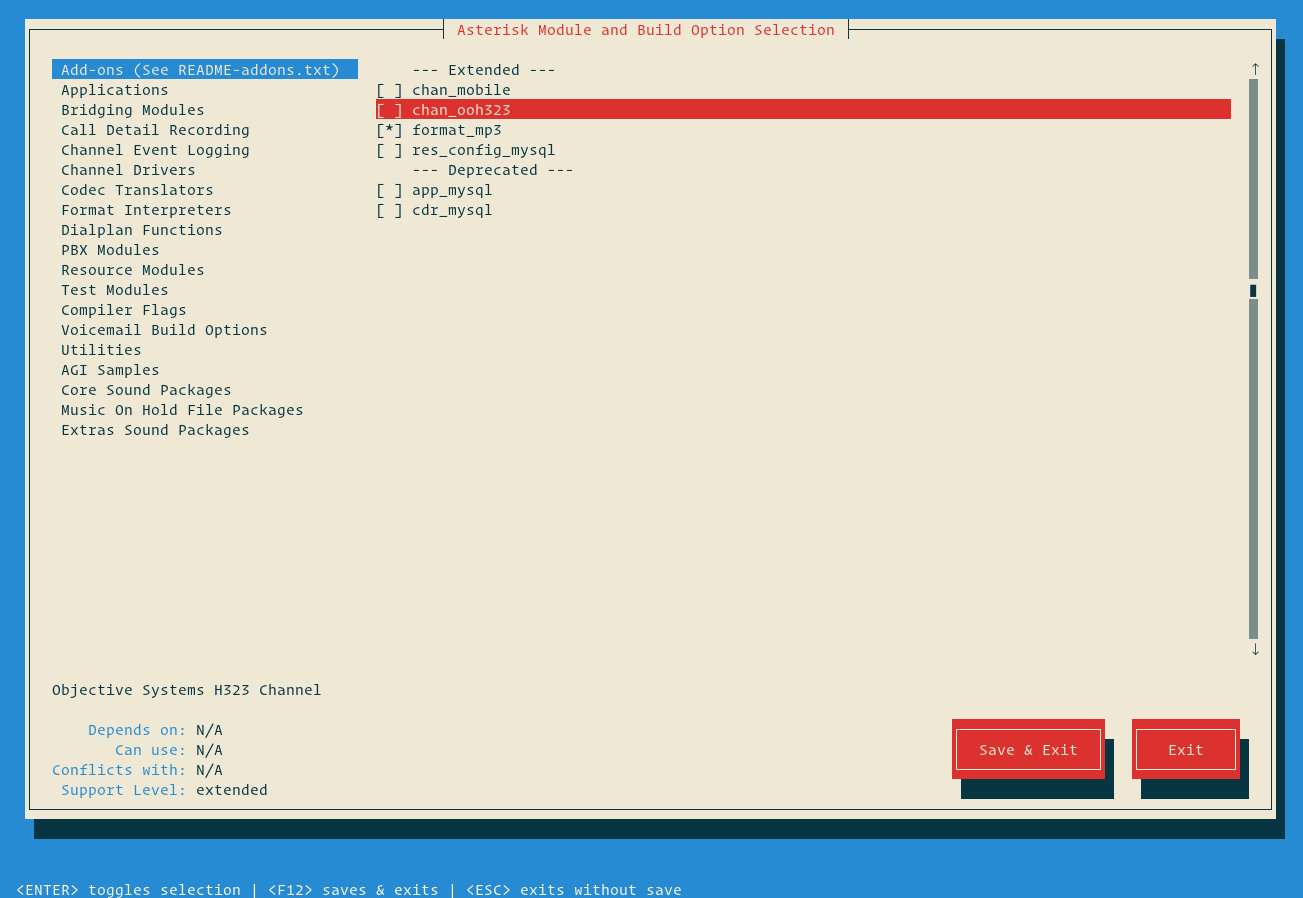 Asterisk Module and Build Option Selection
Add-ons (See README-addons.txt)
Applications
Bridging Modules
Call Detail Recording
Channel Event Logging
Channel Drivers
Codec Translators
Format Interpreters
Dialplan Functions
PBX Modules
Resource Modules
Test Modules
Compiler Flags
Voicemail Build Options
Utilities
AGI Samples
Core Sound Packages
Music On Hold File Packages
Extras Sound Packages
--- Extended ---
[ ] chan_mobile
[ ] chan_ooh323
[*] format_mp3
[ ] res_config_mysql
--- Deprecated ---
[ ] app_mysql
[ ] cdr_mysql
↑
↓
Objective Systems H323 Channel
Depends on: N/A
Can use: N/A
Conflicts with: N/A
Support Level: extended
Save & Exit
Exit
<ENTER> toggles selection | <F12> saves & exits | <ESC> exits without save